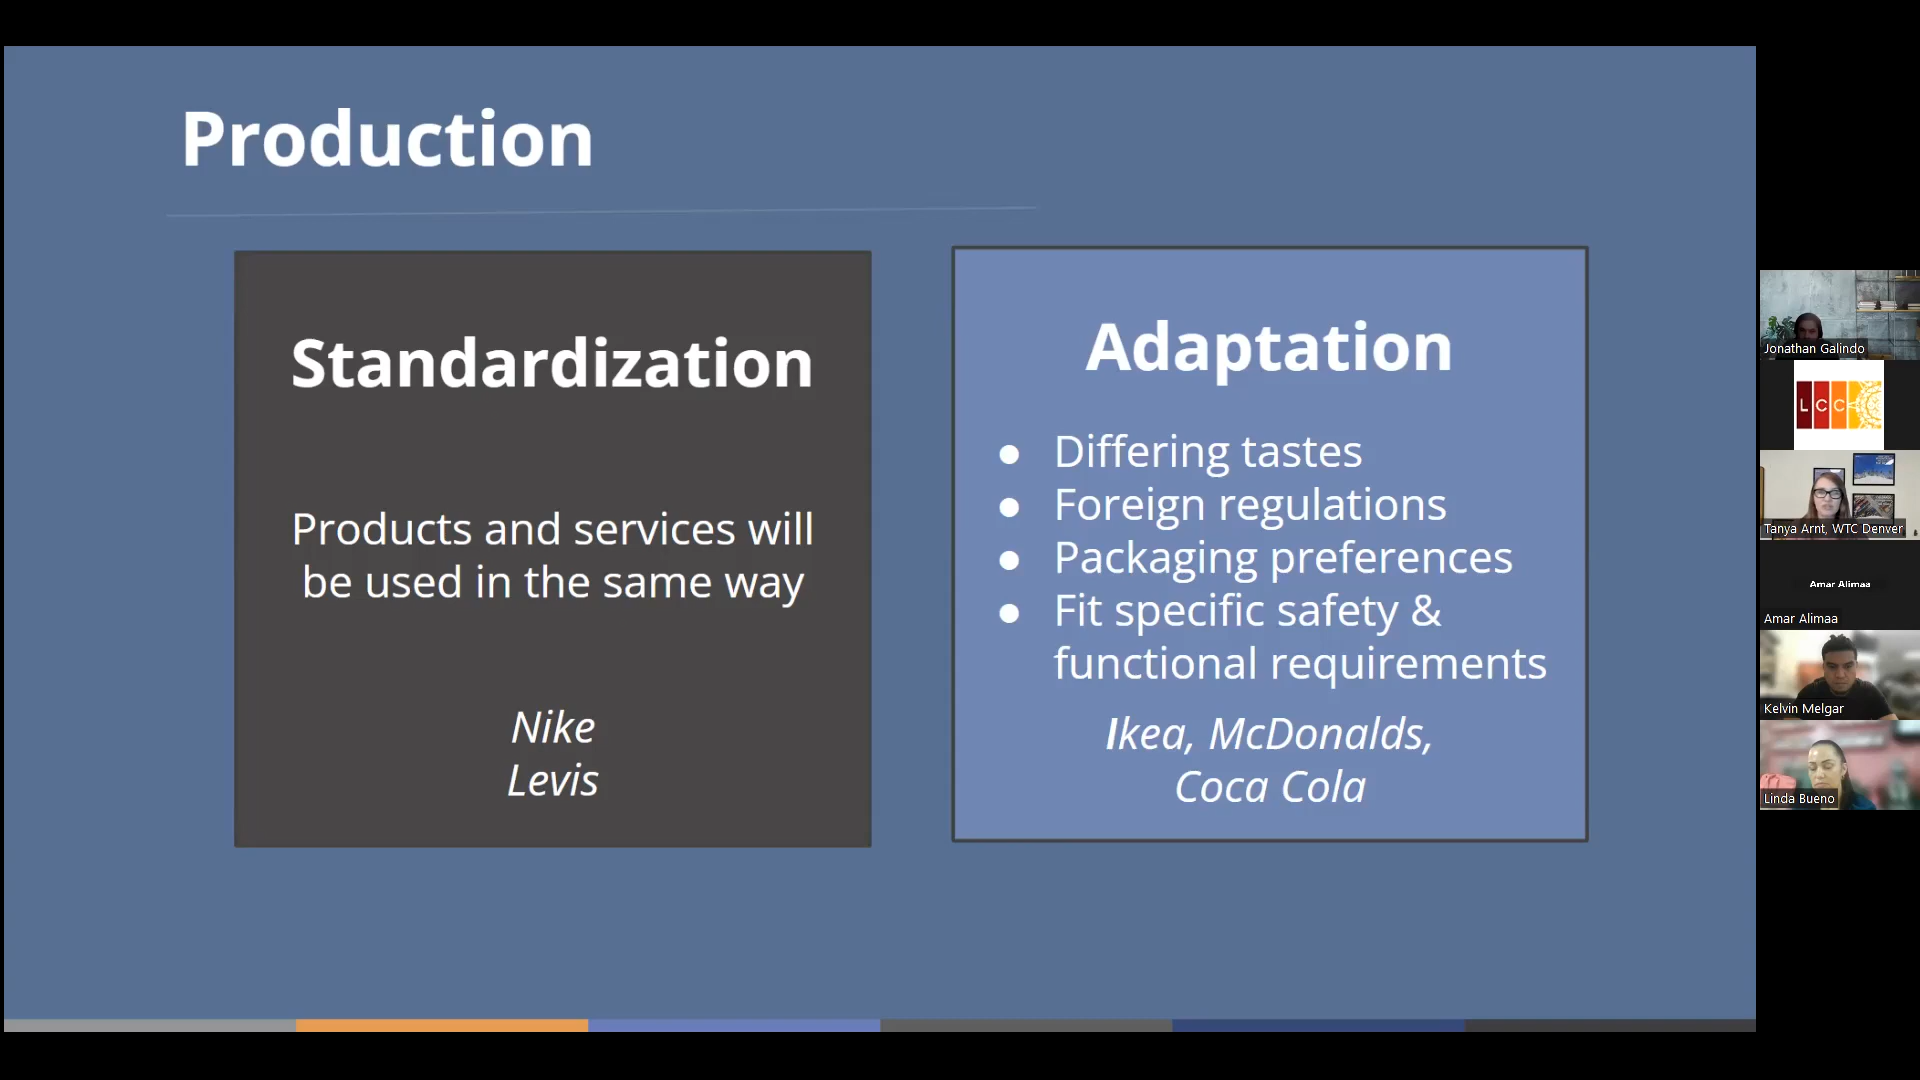 Production
Standardization
Products and services will
be used in the same way
Nike
Levis
Adaptation
● Differing tastes
● Foreign regulations
● Packaging preferences
● Fit specific safety &
functional requirements
Ikea, McDonalds,
Coca Cola
Jonathan Galindo
LCC
Tanya Arnt, WTC Denver
Amar Alimaa
Amar Alimaa
Kelvin Melgar
Linda Bueno